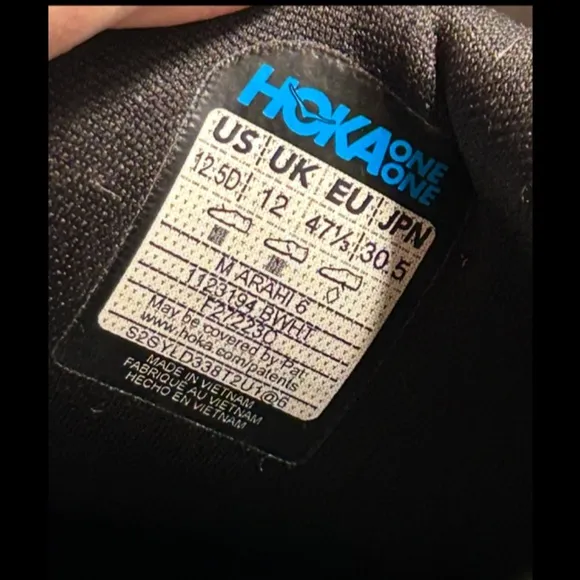 HOKA ONE ONE
US UK EU JPN
12.5D 12 47⅓ 30.5
M ARAHI 6
1123194 BWHT
F27223O
May be covered by Pat.
www.hoka.com/patents
S2GYLD338T2U1@6
MADE IN VIETNAM
FABRIQUE AU VIETNAM
HECHO EN VIETNAM